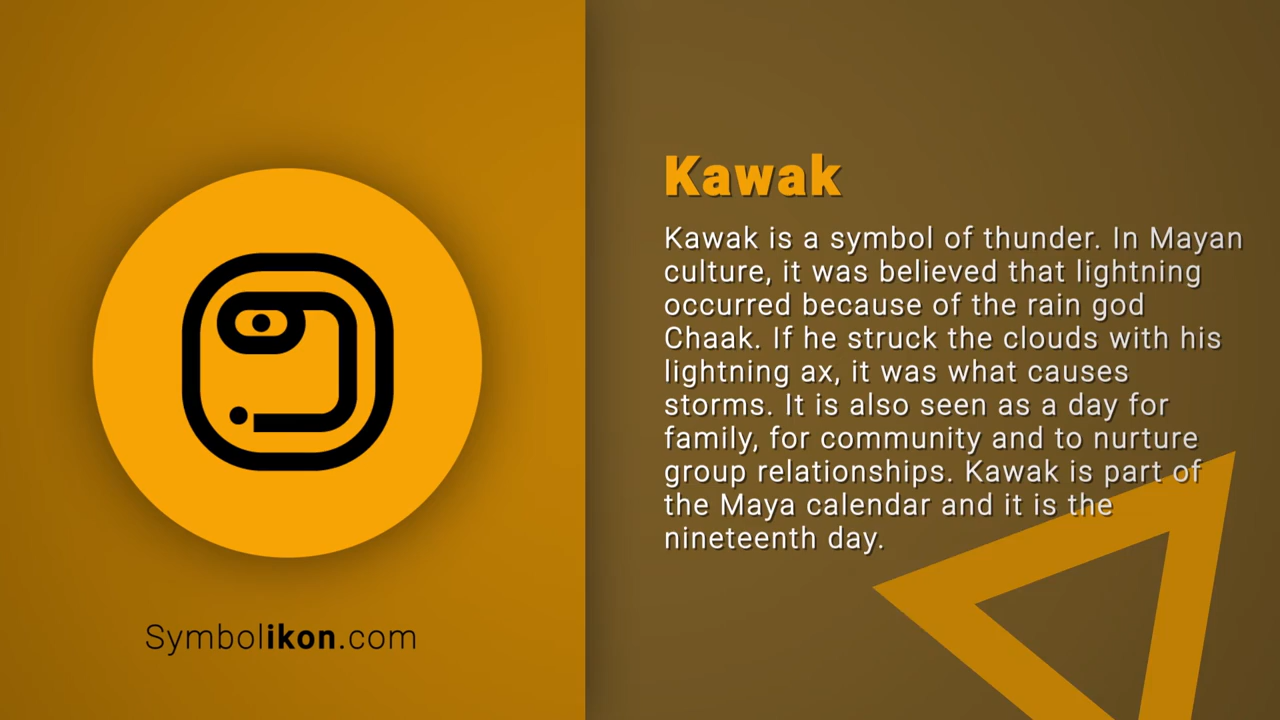 Kawak
Kawak is a symbol of thunder. In Mayan
culture, it was believed that lightning
occurred because of the rain god
Chaak. If he struck the clouds with his
lightning ax, it was what causes
storms. It is also seen as a day for
family, for community and to nurture
group relationships. Kawak is part of
the Maya calendar and it is the
nineteenth day.
Symbolikon.com